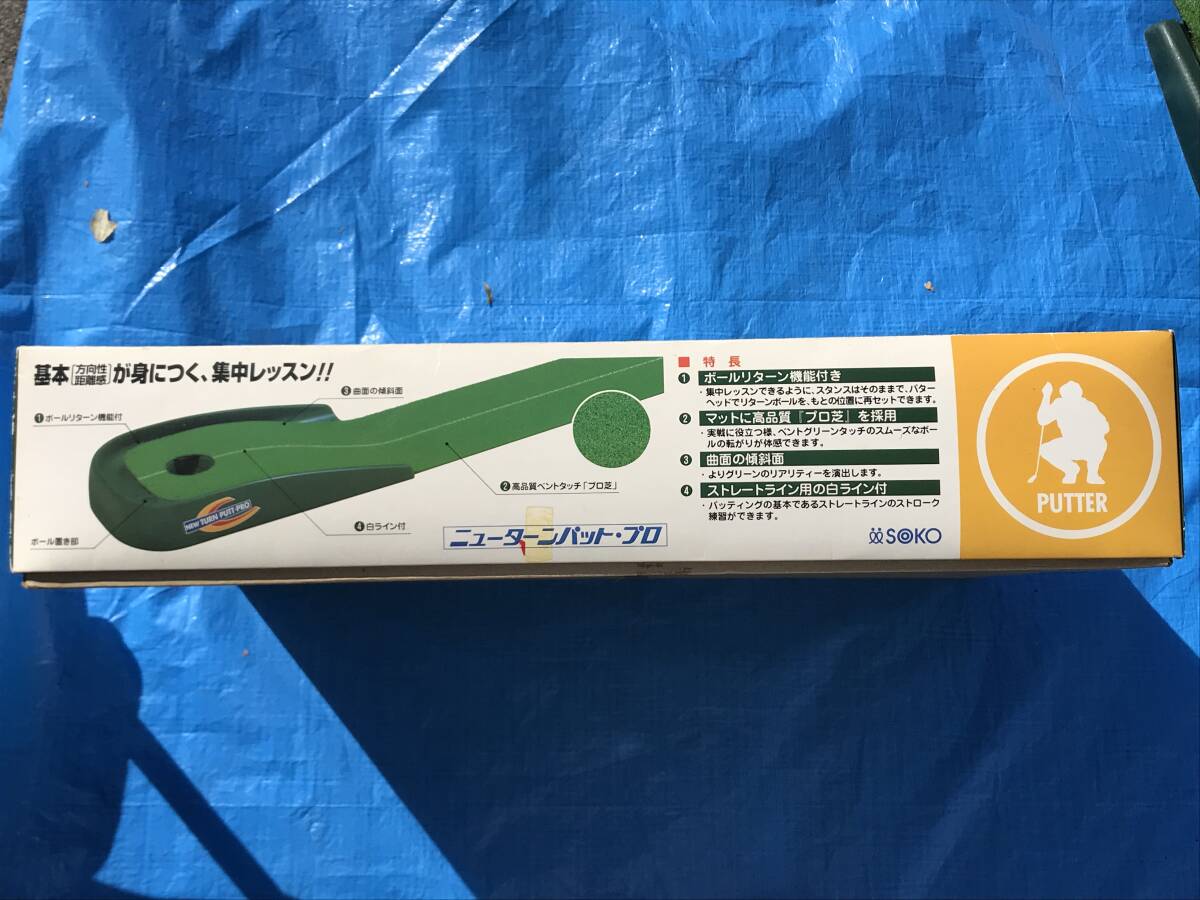 基本[方向性 距離感]が身につく、集中レッスン!!
③曲面の傾斜面
①ボールリターン機能付
NEW TURN PUTT・PRO
②高品質ベントタッチ「プロ芝」
④白ライン付
ボール置き部
ニューターンパット・プロ
■ 特長
① ボールリターン機能付き
・集中レッスンできるように、スタンスはそのままで、パター
ヘッドでリターンボールを、もとの位置に再セットできます。
② マットに高品質『プロ芝』を採用
・実戦に役立つ様、ベントグリーンタッチのスムーズなボー
ルの転がりが体感できます。
③ 曲面の傾斜面
・よりグリーンのリアリティーを演出します。
④ ストレートライン用の白ライン付
・パッティングの基本であるストレートラインのストローク
練習ができます。
SOKO
PUTTER